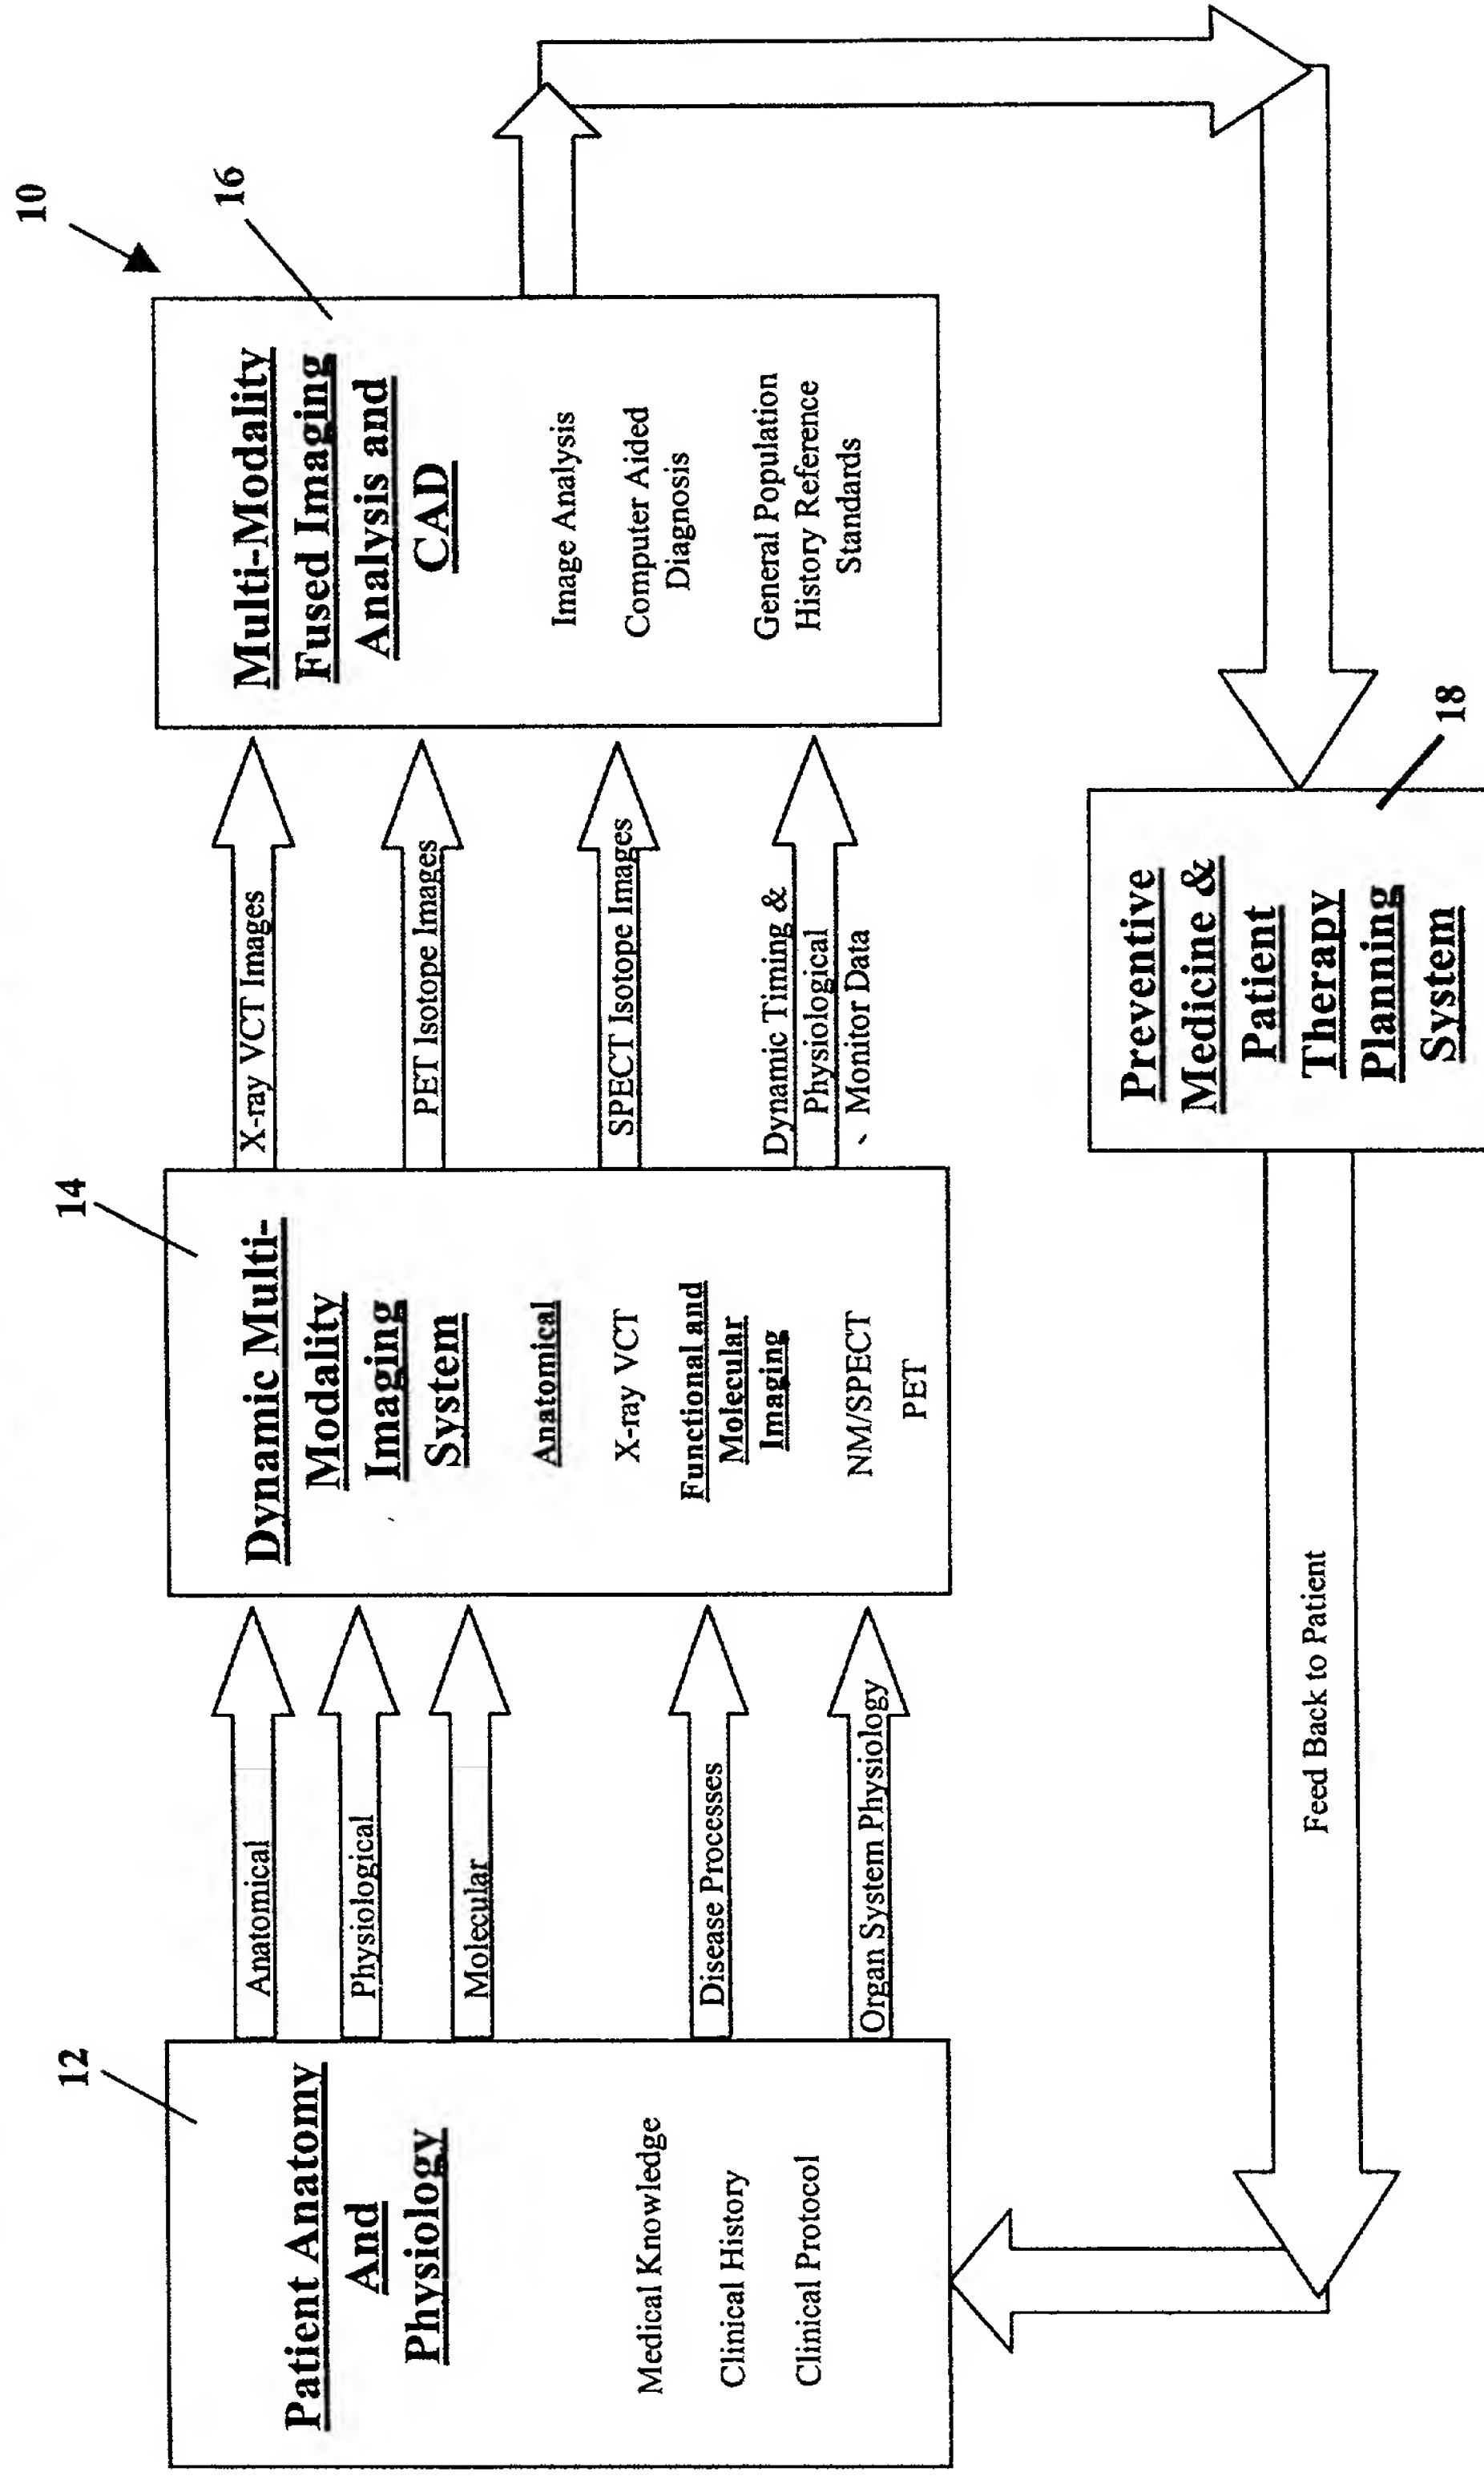 10
12
Patient Anatomy
And
Physiology
Medical Knowledge
Clinical History
Clinical Protocol
Anatomical
Physiological
Molecular
Disease Processes
Organ System Physiology
14
Dynamic Multi-
Modality
Imaging
System
Anatomical
X-ray VCT
Functional and
Molecular
Imaging
NM/SPECT
PET
X-ray VCT Images
PET Isotope Images
SPECT Isotope Images
Dynamic Timing &
Physiological
Monitor Data
16
Multi-Modality
Fused Imaging
Analysis and
CAD
Image Analysis
Computer Aided
Diagnosis
General Population
History Reference
Standards
18
Preventive
Medicine &
Patient
Therapy
Planning
System
Feed Back to Patient